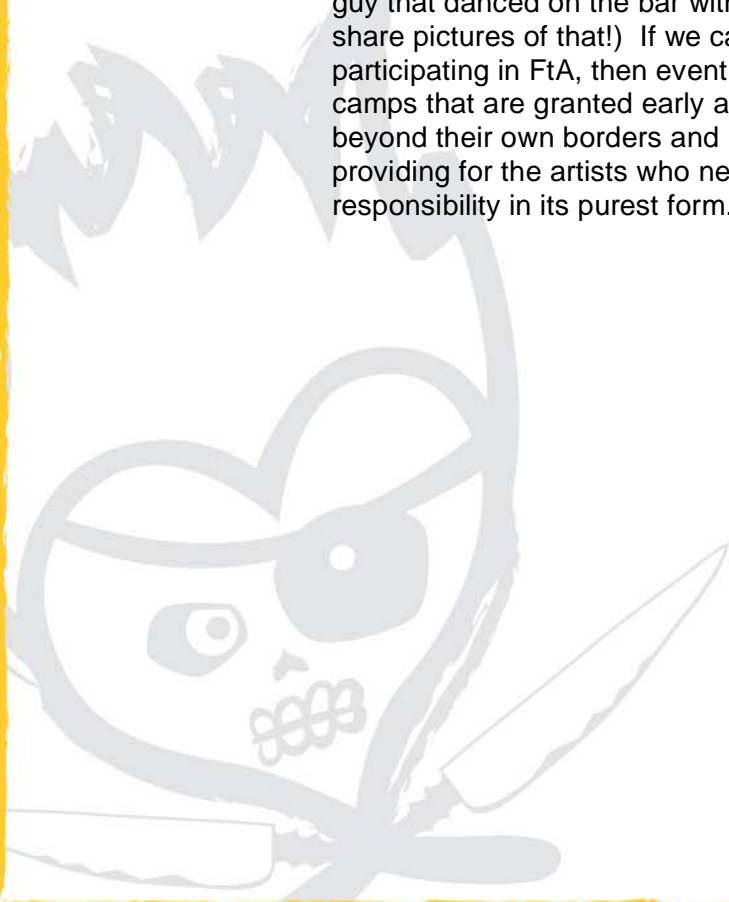 guy that danced on the bar with
share pictures of that!) If we ca
participating in FtA, then event
camps that are granted early a
beyond their own borders and
providing for the artists who ne
responsibility in its purest form.